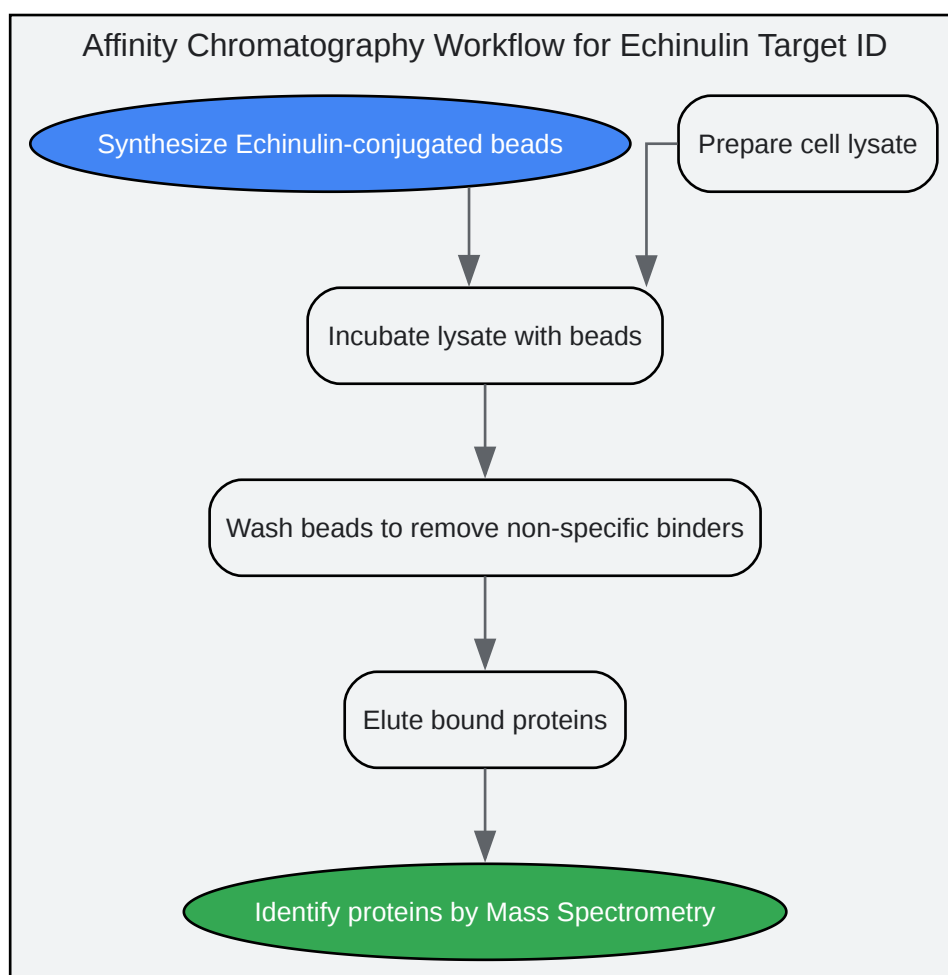 Affinity Chromatography Workflow for Echinulin Target ID
Synthesize Echinulin-conjugated beads
Prepare cell lysate
Incubate lysate with beads
Wash beads to remove non-specific binders
Elute bound proteins
Identify proteins by Mass Spectrometry